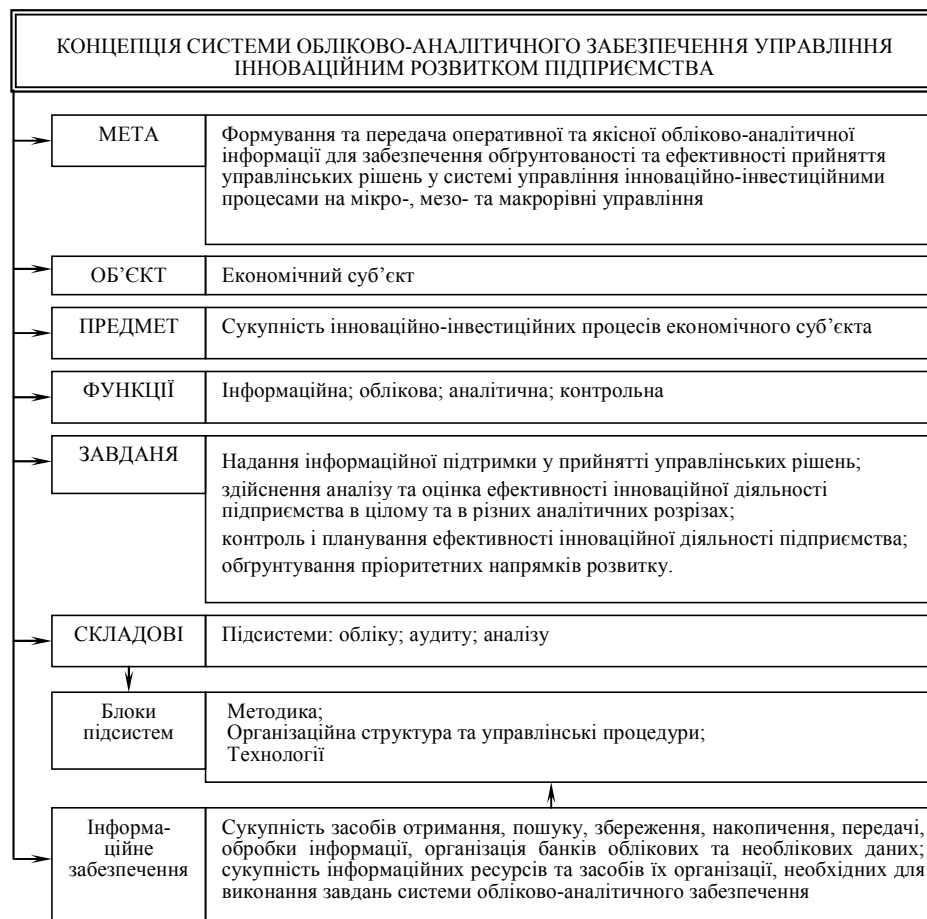 КОНЦЕПЦІЯ СИСТЕМИ ОБЛІКОВО-АНАЛІТИЧНОГО ЗАБЕЗПЕЧЕННЯ УПРАВЛІННЯ
ІННОВАЦІЙНИМ РОЗВИТКОМ ПІДПРИЄМСТВА
МЕТА
Формування та передача оперативної та якісної обліково-аналітичної
інформації для забезпечення обґрунтованості та ефективності прийняття
управлінських рішень у системі управління інноваційно-інвестиційними
процесами на мікро-, мезо- та макрорівні управління
ОБ’ЄКТ
Економічний суб’єкт
ПРЕДМЕТ
Сукупність інноваційно-інвестиційних процесів економічного суб’єкта
ФУНКЦІЇ
Інформаційна; облікова; аналітична; контрольна
ЗАВДАНЯ
Надання інформаційної підтримки у прийнятті управлінських рішень;
здійснення аналізу та оцінка ефективності інноваційної діяльності
підприємства в цілому та в різних аналітичних розрізах;
контроль і планування ефективності інноваційної діяльності підприємства;
обґрунтування пріоритетних напрямків розвитку.
СКЛАДОВІ
Підсистеми: обліку; аудиту; аналізу
Блоки
підсистем
Методика;
Організаційна структура та управлінські процедури;
Технології
Інформа-
ційне
забезпечення
Сукупність засобів отримання, пошуку, збереження, накопичення, передачі,
обробки інформації, організація банків облікових та необлікових даних;
сукупність інформаційних ресурсів та засобів їх організації, необхідних для
виконання завдань системи обліково-аналітичного забезпечення